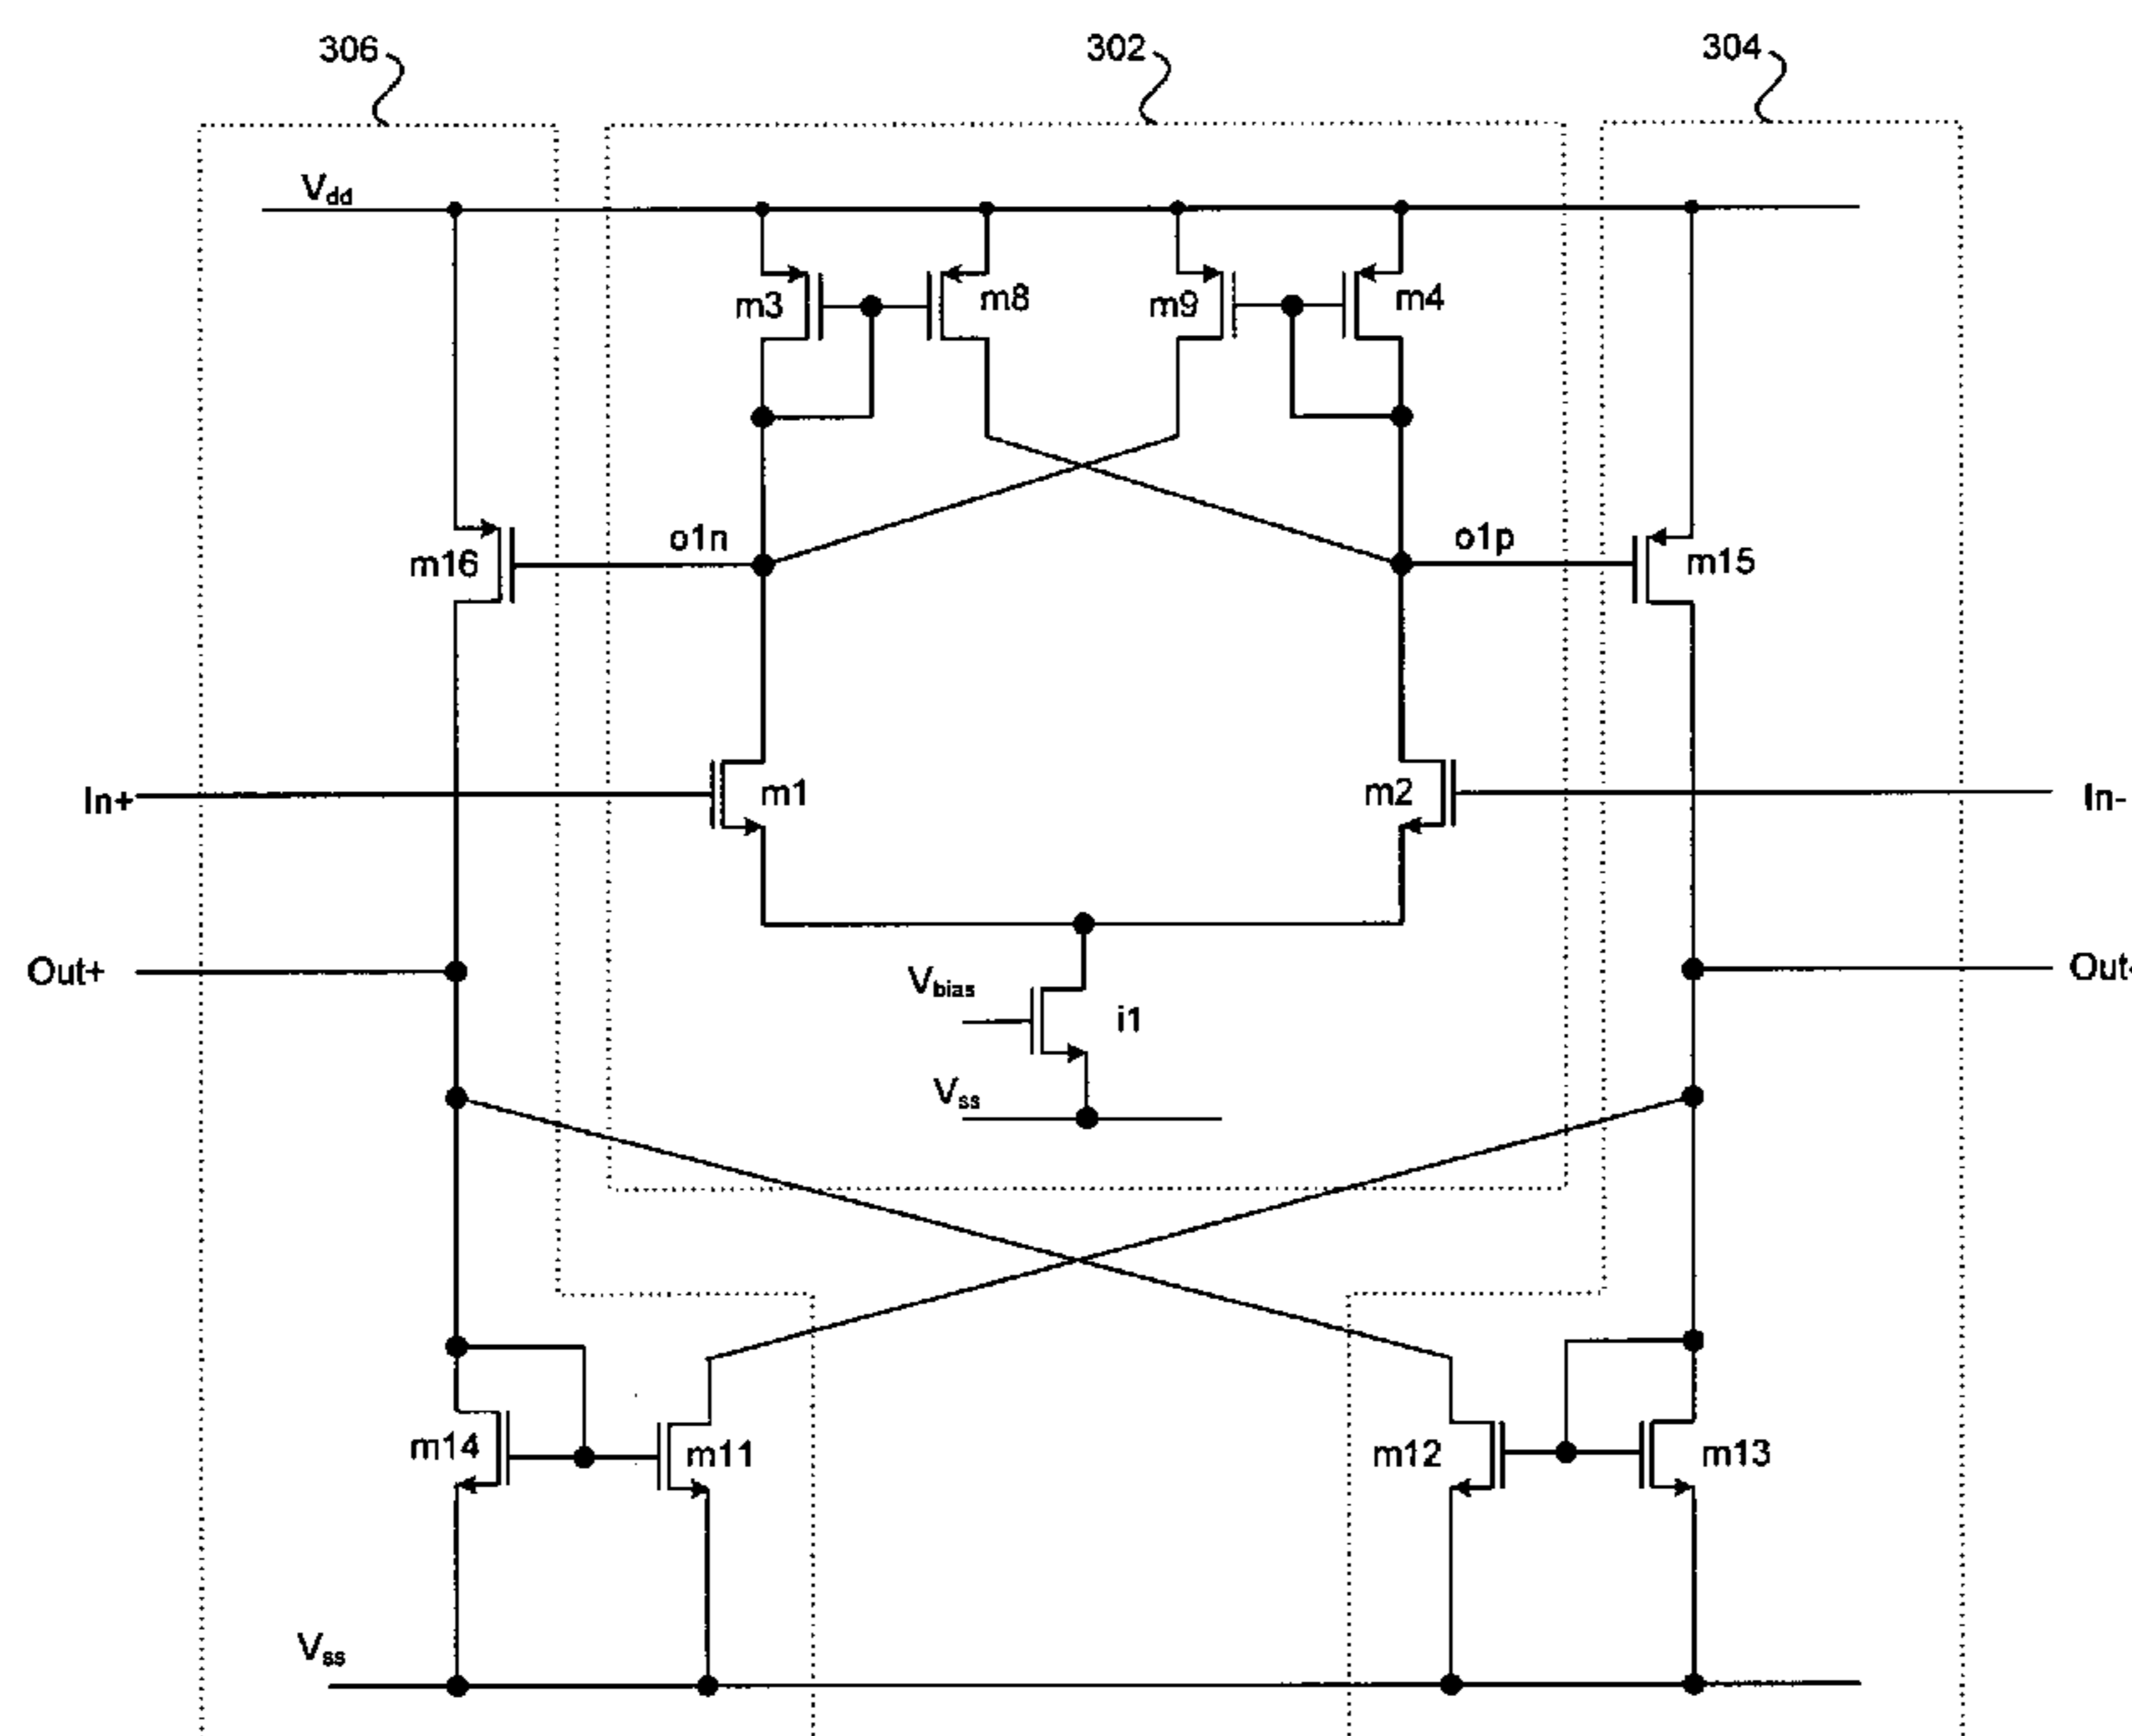 306
302
304
Vdd
m3
m8
m9
m4
m16
o1n
o1p
m15
In+
m1
m2
In-
Out+
Vbias
i1
Out-
Vss
m14
m11
m12
m13
Vss